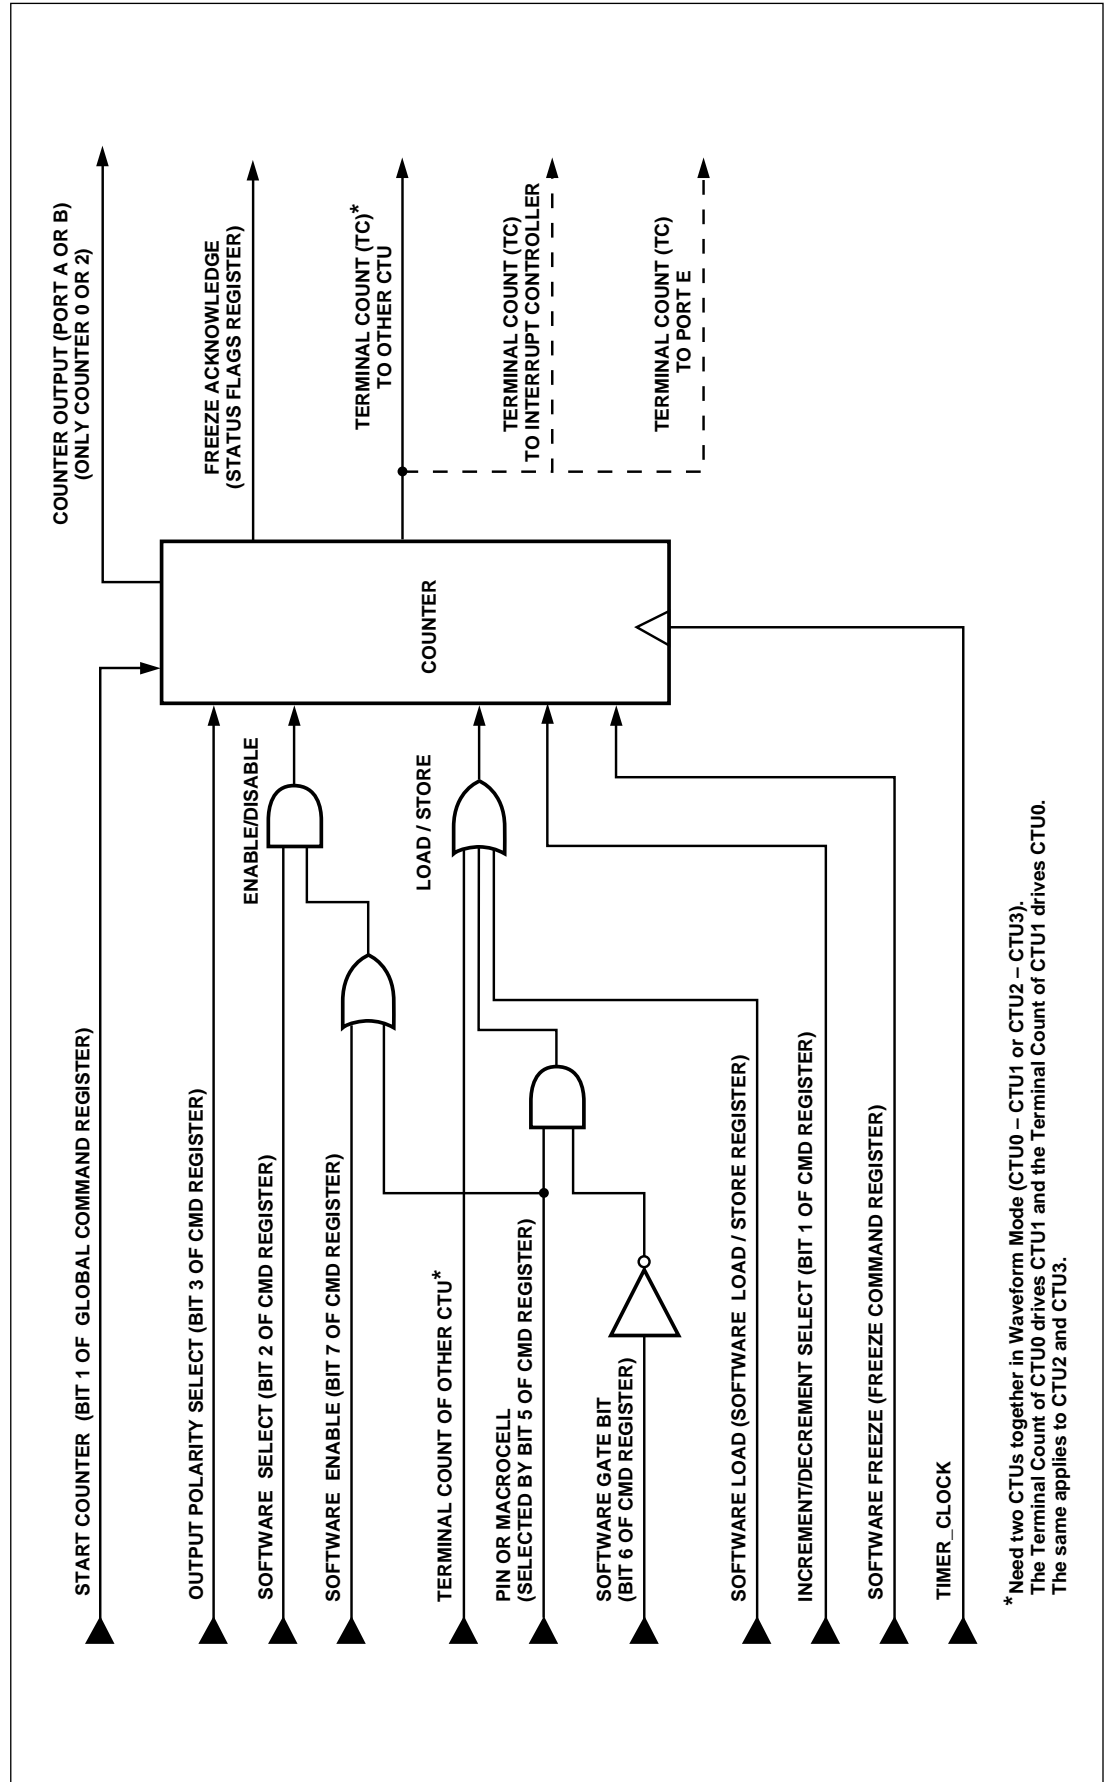 START COUNTER (BIT 1 OF GLOBAL COMMAND REGISTER)
OUTPUT POLARITY SELECT (BIT 3 OF CMD REGISTER)
SOFTWARE SELECT (BIT 2 OF CMD REGISTER)
SOFTWARE ENABLE (BIT 7 OF CMD REGISTER)
TERMINAL COUNT OF OTHER CTU*
PIN OR MACROCELL
(SELECTED BY BIT 5 OF CMD REGISTER)
SOFTWARE GATE BIT
(BIT 6 OF CMD REGISTER)
SOFTWARE LOAD (SOFTWARE LOAD / STORE REGISTER)
INCREMENT/DECREMENT SELECT (BIT 1 OF CMD REGISTER)
SOFTWARE FREEZE (FREEZE COMMAND REGISTER)
TIMER_CLOCK
ENABLE/DISABLE
LOAD / STORE
COUNTER
COUNTER OUTPUT (PORT A OR B)
(ONLY COUNTER 0 OR 2)
FREEZE ACKNOWLEDGE
(STATUS FLAGS REGISTER)
TERMINAL COUNT (TC)*
TO OTHER CTU
TERMINAL COUNT (TC)
TO INTERRUPT CONTROLLER
TERMINAL COUNT (TC)
TO PORT E
*Need two CTUs together in Waveform Mode (CTU0 – CTU1 or CTU2 – CTU3).
The Terminal Count of CTU0 drives CTU1 and the Terminal Count of CTU1 drives CTU0.
The same applies to CTU2 and CTU3.